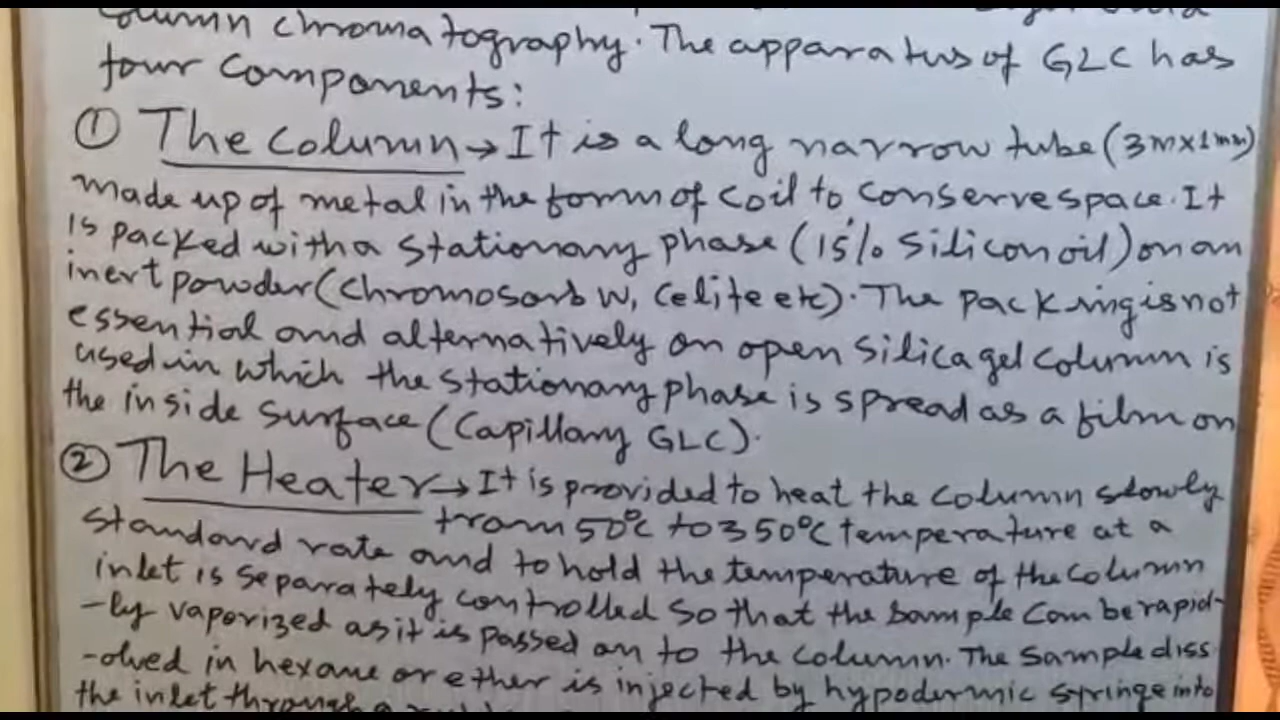 column chromatography. The apparatus of GLC has
four components:
① The Column → It is a long narrow tube (3m×1mm)
made up of metal in the form of coil to conserve space. It
is packed with a stationary phase (15% Silicon oil) on an
inert powder (Chromosorb W, Celite etc). The packing is not
essential and alternatively an open silica gel column is
used in which the stationary phase is spread as a film on
the inside surface (Capillary GLC).
② The Heater → It is provided to heat the column slowly
from 50°C to 350°C temperature at a
standard rate and to hold the temperature of the column
inlet is separately controlled so that the sample can be rapid-
-ly vaporized as it is passed on to the column. The sample diss
-olved in hexane or ether is injected by hypodermic syringe into
the inlet through a